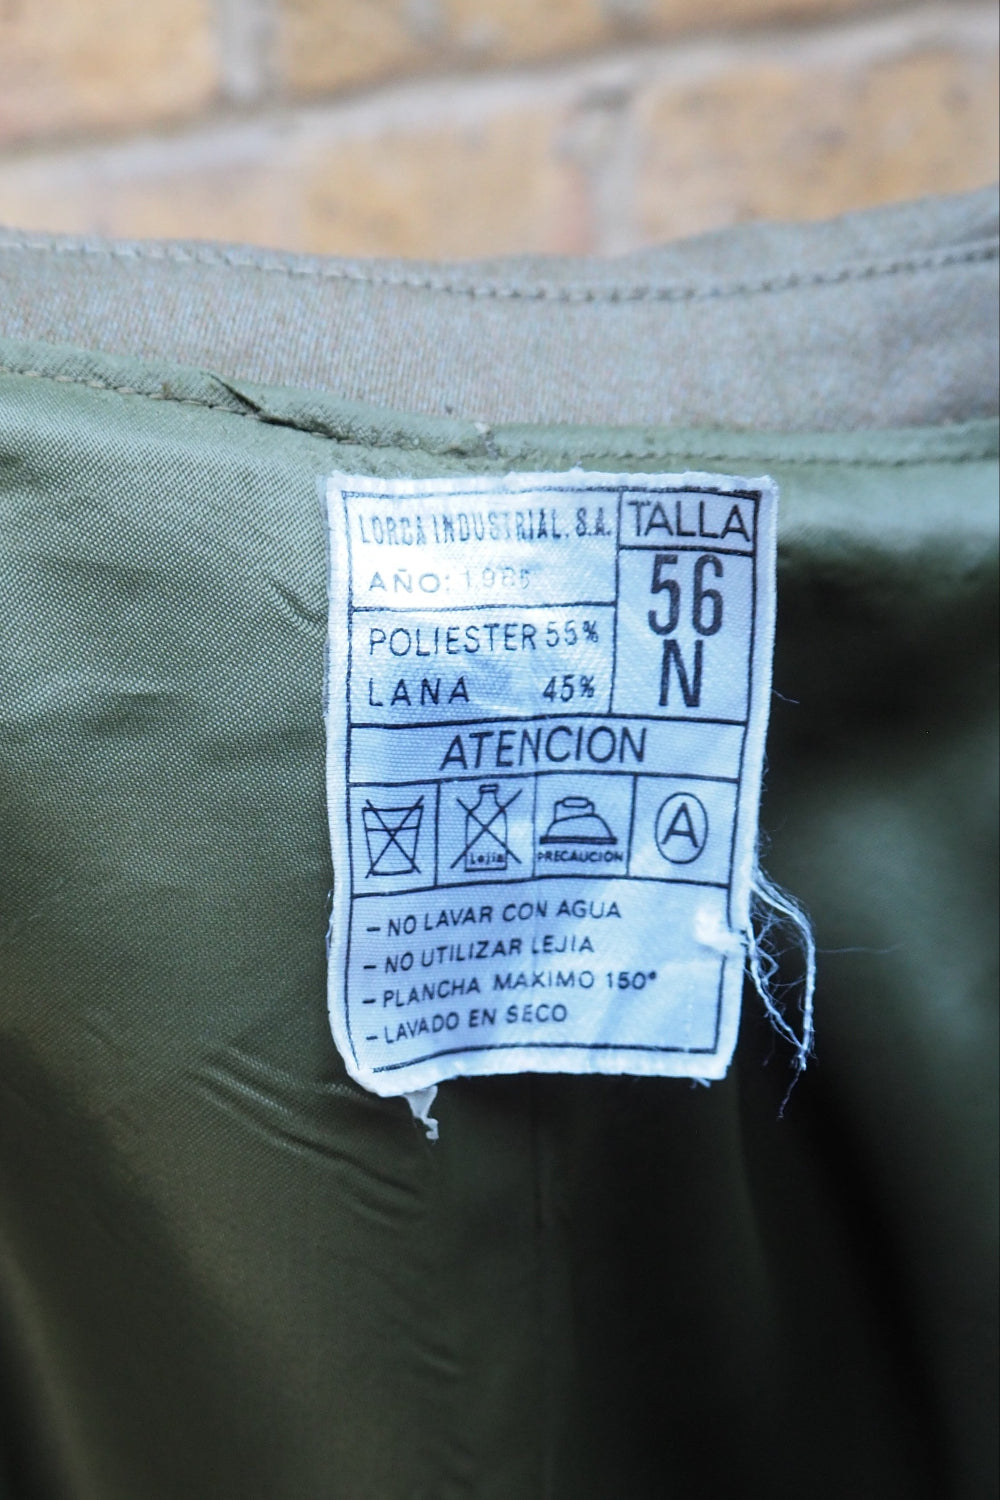 LORCA INDUSTRIAL, S.A.
AÑO: 1985
TALLA
56
N
POLIESTER 55%
LANA 45%
ATENCION
Lejia
PRECAUCION
A
- NO LAVAR CON AGUA
- NO UTILIZAR LEJIA
- PLANCHA MAXIMO 150°
- LAVADO EN SECO